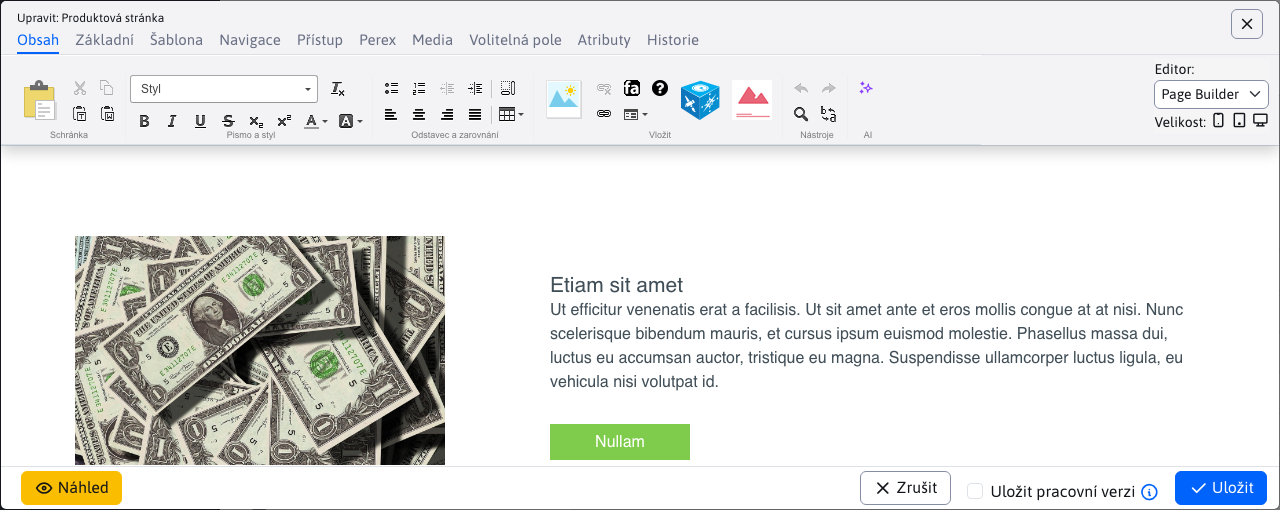 Upravit: Produktová stránka
Obsah Základní Šablona Navigace Přístup Perex Media Volitelná pole Atributy Historie
Editor:
Styl
Page Builder
Velikost:
Schránka Písmo a styl Odstavec a zarovnání Vložit Nástroje AI
Etiam sit amet
Ut efficitur venenatis erat a facilisis. Ut sit amet ante et eros mollis congue at at nisi. Nunc
scelerisque bibendum mauris, et cursus ipsum euismod molestie. Phasellus massa dui,
luctus eu accumsan auctor, tristique eu magna. Suspendisse ullamcorper luctus ligula, eu
vehicula nisi volutpat id.
Nullam
Náhled Zrušit Uložit pracovní verzi Uložit